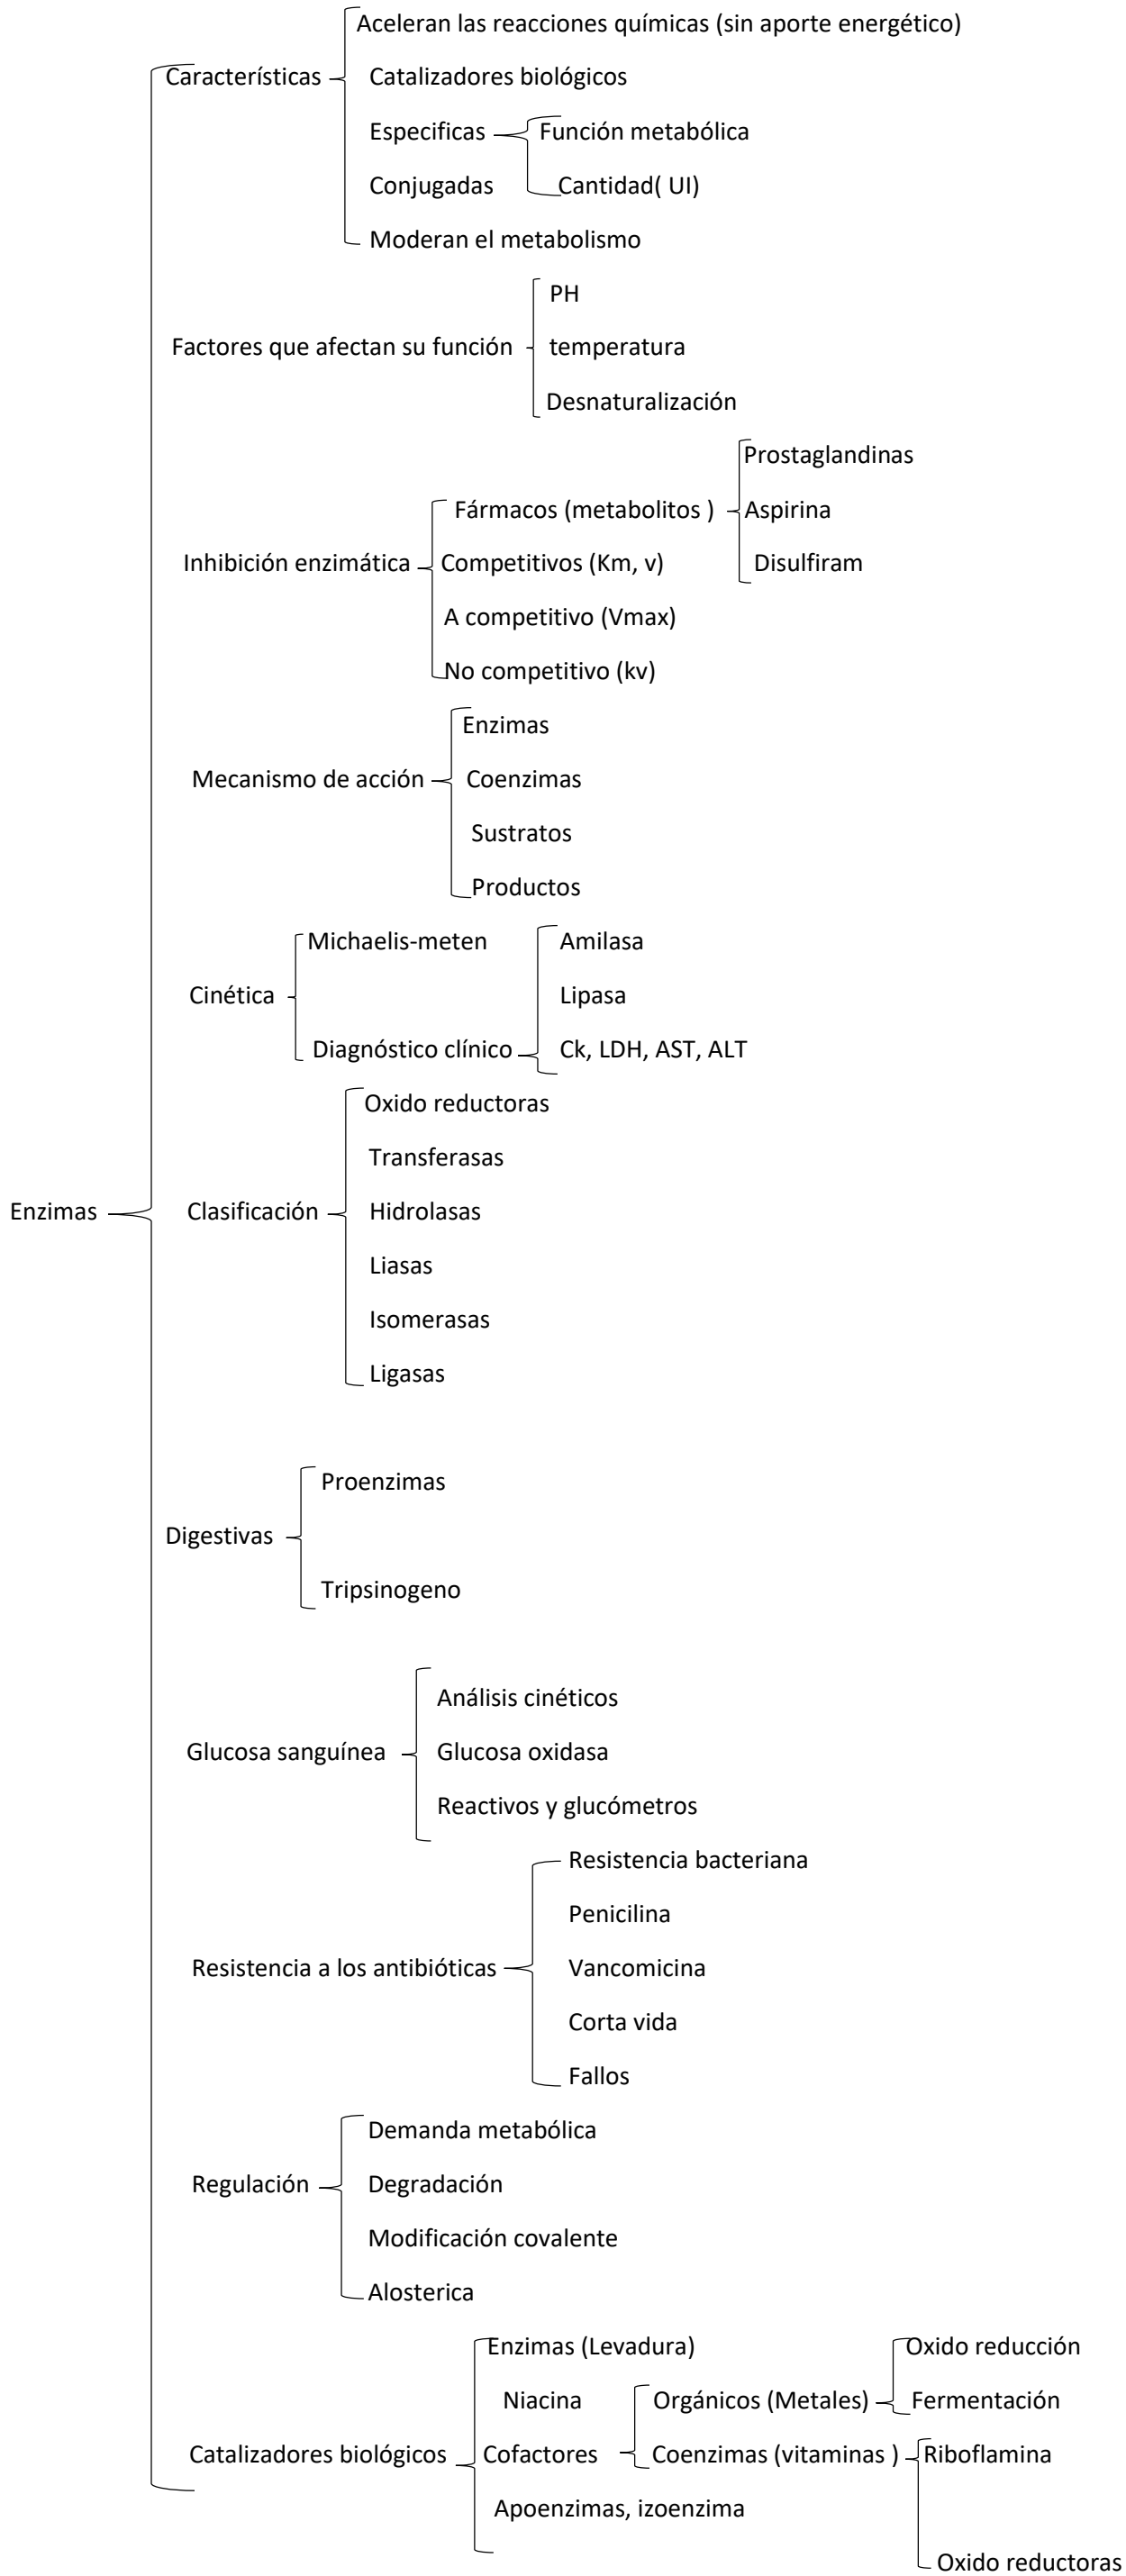 Aceleran las reacciones químicas (sin aporte energético)
Características
Catalizadores biológicos
Especificas
Función metabólica
Conjugadas
Cantidad( UI)
Moderan el metabolismo
PH
Factores que afectan su función
temperatura
Desnaturalización
Prostaglandinas
Fármacos (metabolitos )
Aspirina
Inhibición enzimática
Competitivos (Km, v)
Disulfiram
A competitivo (Vmax)
No competitivo (kv)
Enzimas
Mecanismo de acción
Coenzimas
Sustratos
Productos
Michaelis-meten
Amilasa
Cinética
Lipasa
Diagnóstico clínico
Ck, LDH, AST, ALT
Oxido reductoras
Transferasas
Enzimas
Clasificación
Hidrolasas
Liasas
Isomerasas
Ligasas
Proenzimas
Digestivas
Tripsinogeno
Análisis cinéticos
Glucosa sanguínea
Glucosa oxidasa
Reactivos y glucómetros
Resistencia bacteriana
Penicilina
Resistencia a los antibióticas
Vancomicina
Corta vida
Fallos
Demanda metabólica
Regulación
Degradación
Modificación covalente
Alosterica
Enzimas (Levadura)
Oxido reducción
Niacina
Orgánicos (Metales)
Fermentación
Catalizadores biológicos
Cofactores
Coenzimas (vitaminas )
Riboflamina
Apoenzimas, izoenzima
Oxido reductoras